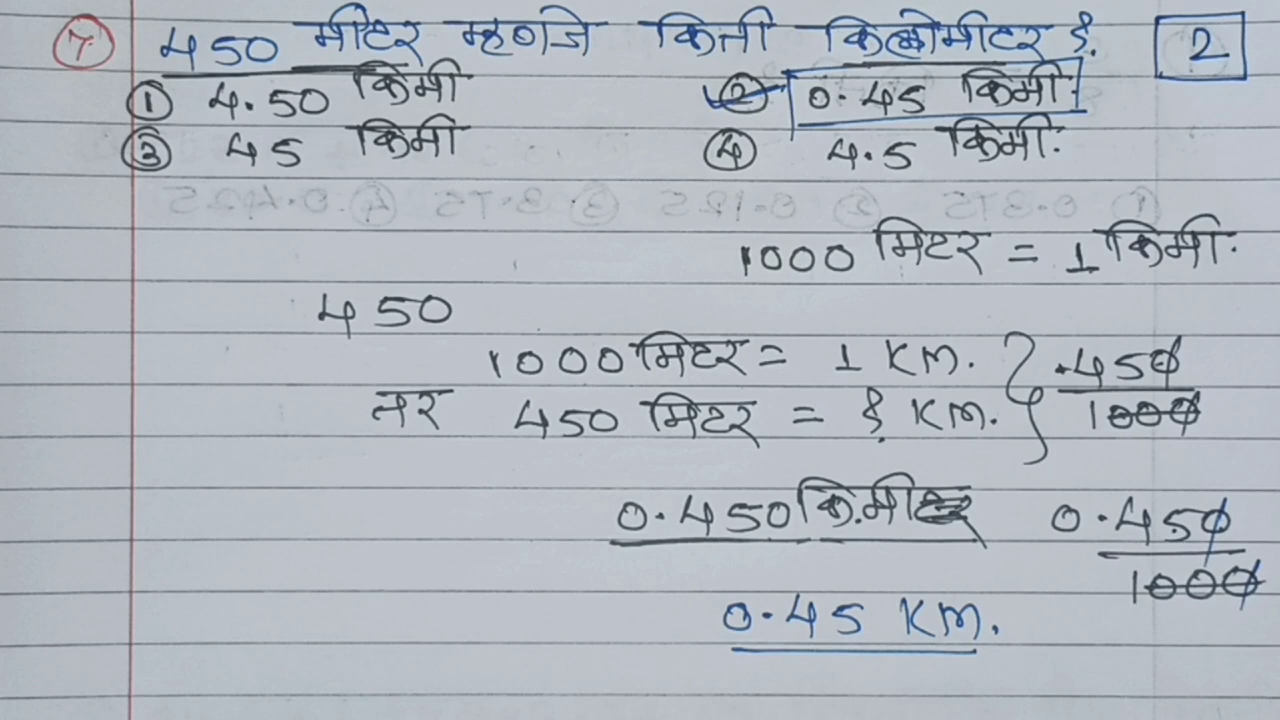 7 450 मीटर म्हणजे किती किलोमीटर ? 2
① 4.50 किमी ② 0.45 किमी
③ 45 किमी ④ 4.5 किमी.
1000 मिटर = 1 किमी.
450
1000 मिटर = 1 KM. .450
तर 450 मिटर = ? KM. 1000
0.450 कि.मी 0.450
1000
0.45 KM.